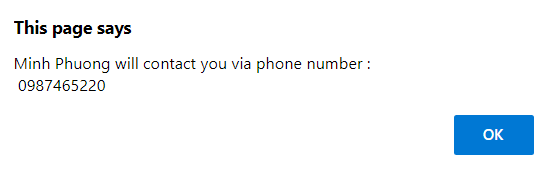 This page says
Minh Phuong will contact you via phone number :
0987465220
OK